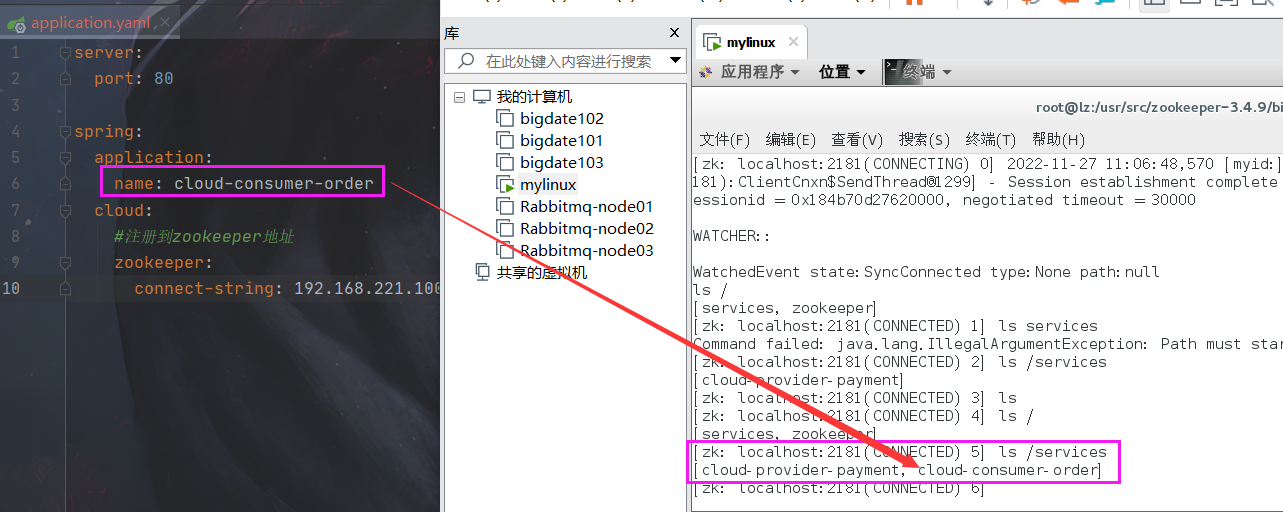 application.yaml
1 server:
2 port: 80
3
4 spring:
5 application:
6 name: cloud-consumer-order
7 cloud:
8 #注册到zookeeper地址
9 zookeeper:
10 connect-string: 192.168.221.100
库
在此处键入内容进行搜索
我的计算机
bigdate102
bigdate101
bigdate103
mylinux
Rabbitmq-node01
Rabbitmq-node02
Rabbitmq-node03
共享的虚拟机
mylinux
应用程序 位置 终端
root@lz:/usr/src/zookeeper-3.4.9/bi
文件(F) 编辑(E) 查看(V) 搜索(S) 终端(T) 帮助(H)
[zk: localhost:2181(CONNECTING) 0] 2022-11-27 11:06:48,570 [myid:]
181):ClientCnxn$SendThread@1299] - Session establishment complete
essionid = 0x184b70d27620000, negotiated timeout = 30000
WATCHER::
WatchedEvent state:SyncConnected type:None path:null
ls /
[services, zookeeper]
[zk: localhost:2181(CONNECTED) 1] ls services
Command failed: java.lang.IllegalArgumentException: Path must star
[zk: localhost:2181(CONNECTED) 2] ls /services
[cloud-provider-payment]
[zk: localhost:2181(CONNECTED) 3] ls
[zk: localhost:2181(CONNECTED) 4] ls /
[services, zookeeper]
[zk: localhost:2181(CONNECTED) 5] ls /services
[cloud-provider-payment, cloud-consumer-order]
[zk: localhost:2181(CONNECTED) 6]